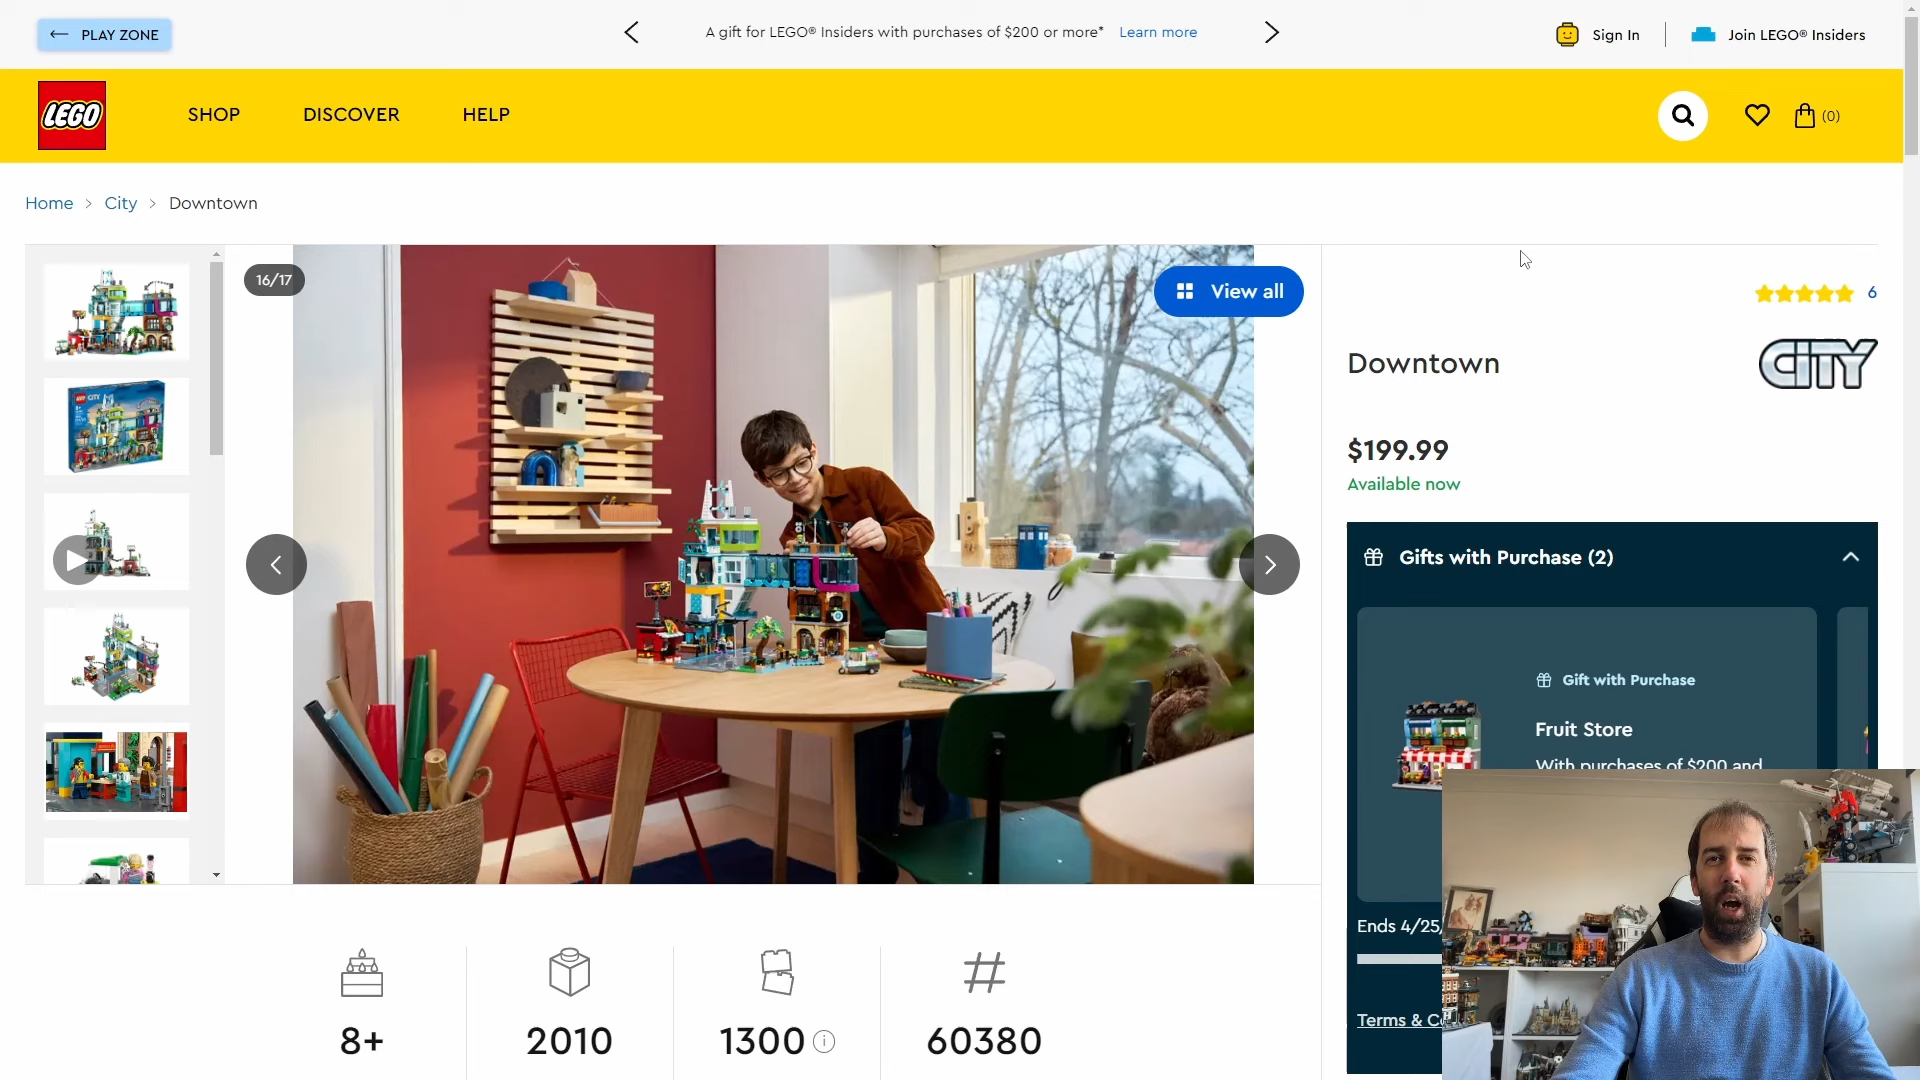 PLAY ZONE
A gift for LEGO® Insiders with purchases of $200 or more* Learn more
Sign In
Join LEGO® Insiders
LEGO
SHOP
DISCOVER
HELP
(0)
Home > City > Downtown
16/17
View all
6
Downtown
CITY
$199.99
Available now
Gifts with Purchase (2)
Gift with Purchase
Fruit Store
With purchases of $200 and
Ends 4/25/
Terms & Co
8+
2010
1300
60380